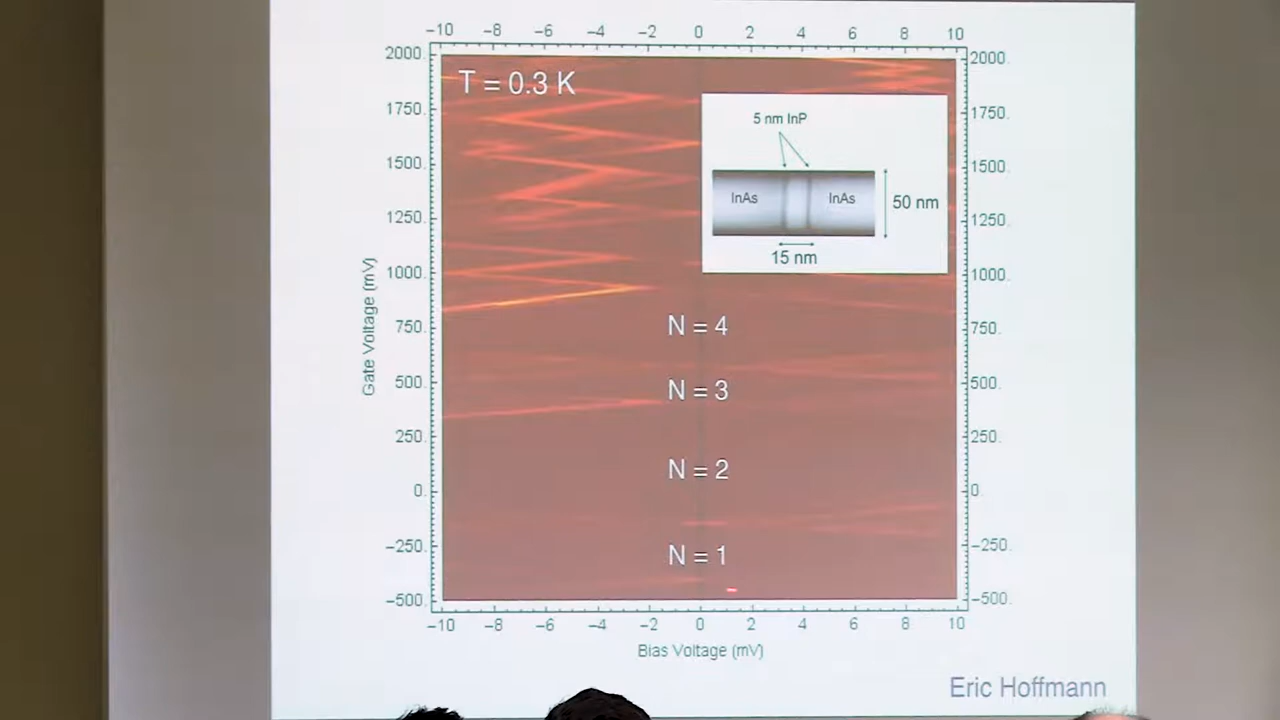 −10 −8 −6 −4 −2 0 2 4 6 8 10
2000. 2000.
T = 0.3 K
1750. 1750.
5 nm InP
1500. 1500.
InAs InAs 50 nm
1250. 1250.
15 nm
1000. 1000.
N = 4
750. 750.
Gate Voltage (mV)
500. 500.
N = 3
250. 250.
N = 2
0. 0.
−250. −250.
N = 1
−500. −500.
−10 −8 −6 −4 −2 0 2 4 6 8 10
Bias Voltage (mV)
Eric Hoffmann